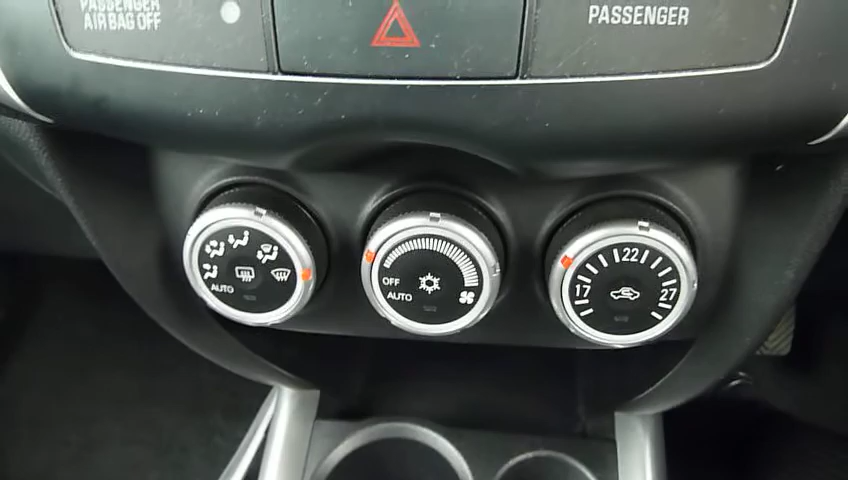 PASSENGER
AIR BAG OFF
PASSENGER
AUTO
OFF
AUTO
17
22
27